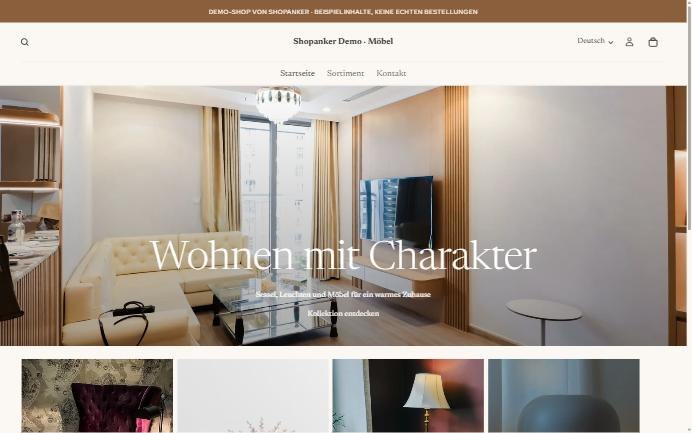 DEMO-SHOP VON SHOPANKER - BEISPIELINHALTE, KEINE ECHTEN BESTELLUNGEN
Shopanker Demo · Möbel
Deutsch
Startseite Sortiment Kontakt
Wohnen mit Charakter
Sessel, Leuchten und Möbel für ein warmes Zuhause
Kollektion entdecken